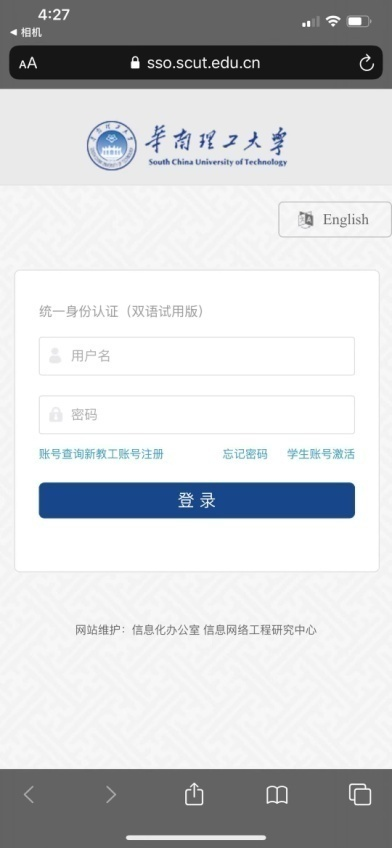 4:27
◀ 相机
AA sso.scut.edu.cn
华南理工大学
South China University of Technology
English
统一身份认证（双语试用版）
用户名
密码
账号查询新教工账号注册 忘记密码 学生账号激活
登录
网站维护：信息化办公室 信息网络工程研究中心